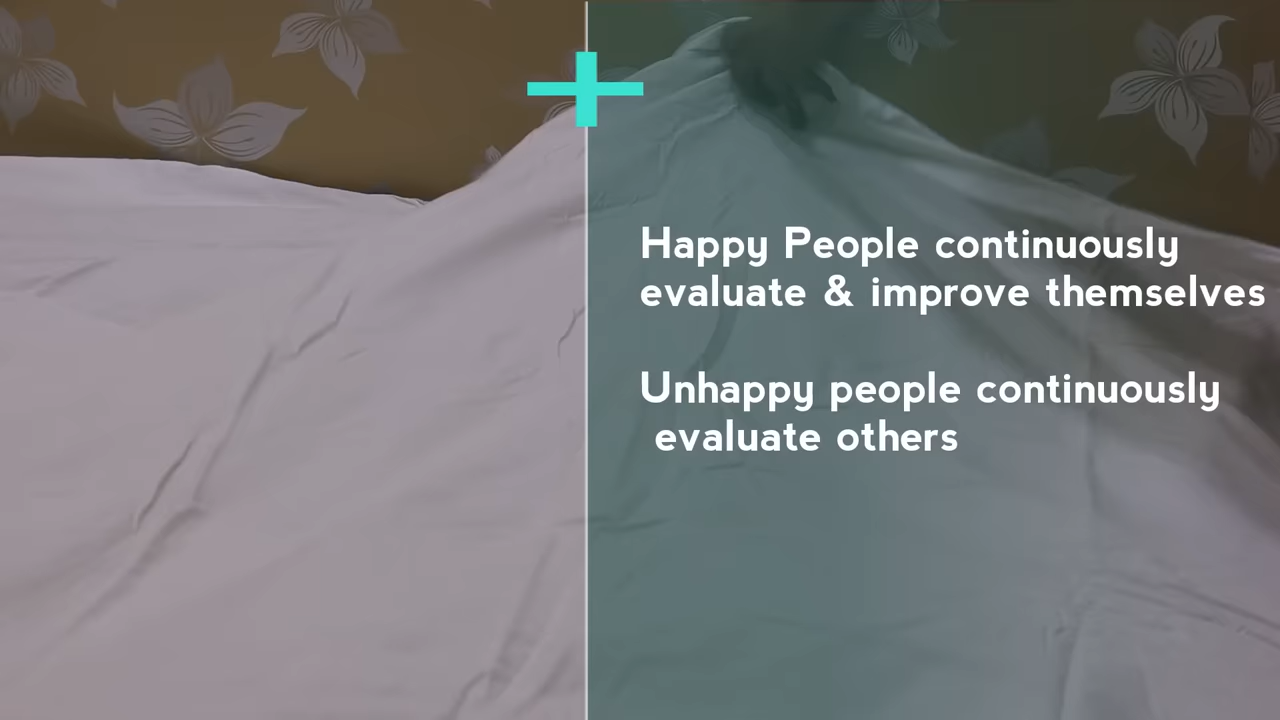 Happy People continuously
evaluate & improve themselves
Unhappy people continuously
evaluate others